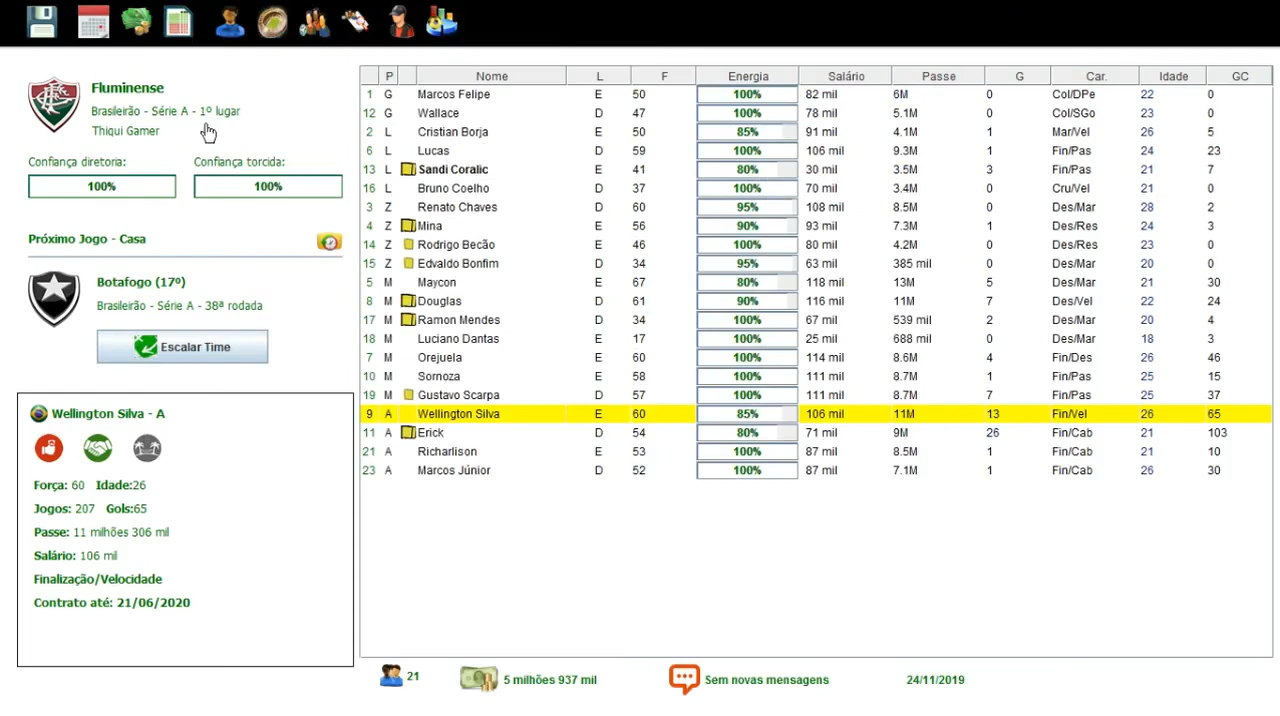 Fluminense
Brasileirão - Série A - 1º lugar
Thiqui Gamer
Confiança diretoria: Confiança torcida:
100% 100%
Próximo Jogo - Casa
Botafogo (17º)
Brasileirão - Série A - 38ª rodada
Escalar Time
Wellington Silva - A
Força: 60 Idade:26
Jogos: 207 Gols:65
Passe: 11 milhões 306 mil
Salário: 106 mil
Finalização/Velocidade
Contrato até: 21/06/2020
P Nome L F Energia Salário Passe G Car. Idade GC
1 G Marcos Felipe E 50 100% 82 mil 6M 0 Col/DPe 22 0
12 G Wallace D 47 100% 78 mil 5.1M 0 Col/SGo 23 0
2 L Cristian Borja E 50 85% 91 mil 4.1M 1 Mar/Vel 26 5
6 L Lucas D 59 100% 106 mil 9.3M 1 Fin/Pas 24 23
13 L Sandi Coralic E 41 80% 30 mil 3.5M 3 Fin/Pas 21 7
16 L Bruno Coelho D 37 100% 70 mil 3.4M 0 Cru/Vel 21 0
3 Z Renato Chaves D 60 95% 108 mil 8.5M 0 Des/Mar 28 2
4 Z Mina E 56 90% 93 mil 7.3M 1 Des/Res 24 3
14 Z Rodrigo Becão E 46 100% 80 mil 4.2M 0 Des/Res 23 0
15 Z Edvaldo Bonfim D 34 95% 63 mil 385 mil 0 Des/Mar 20 0
5 M Maycon E 67 80% 118 mil 13M 5 Des/Mar 21 30
8 M Douglas D 61 90% 116 mil 11M 7 Des/Vel 22 24
17 M Ramon Mendes D 34 100% 67 mil 539 mil 2 Des/Mar 20 4
18 M Luciano Dantas E 17 100% 25 mil 688 mil 0 Des/Mar 18 3
7 M Orejuela E 60 100% 114 mil 8.6M 4 Fin/Des 26 46
10 M Sornoza E 58 100% 111 mil 8.7M 1 Fin/Pas 25 15
19 M Gustavo Scarpa D 57 100% 111 mil 8.7M 7 Fin/Pas 25 37
9 A Wellington Silva E 60 85% 106 mil 11M 13 Fin/Vel 26 65
11 A Erick D 54 80% 71 mil 9M 26 Fin/Cab 21 103
21 A Richarlison E 53 100% 87 mil 8.5M 1 Fin/Cab 21 10
23 A Marcos Júnior D 52 100% 87 mil 7.1M 1 Fin/Cab 26 30
21 5 milhões 937 mil Sem novas mensagens 24/11/2019